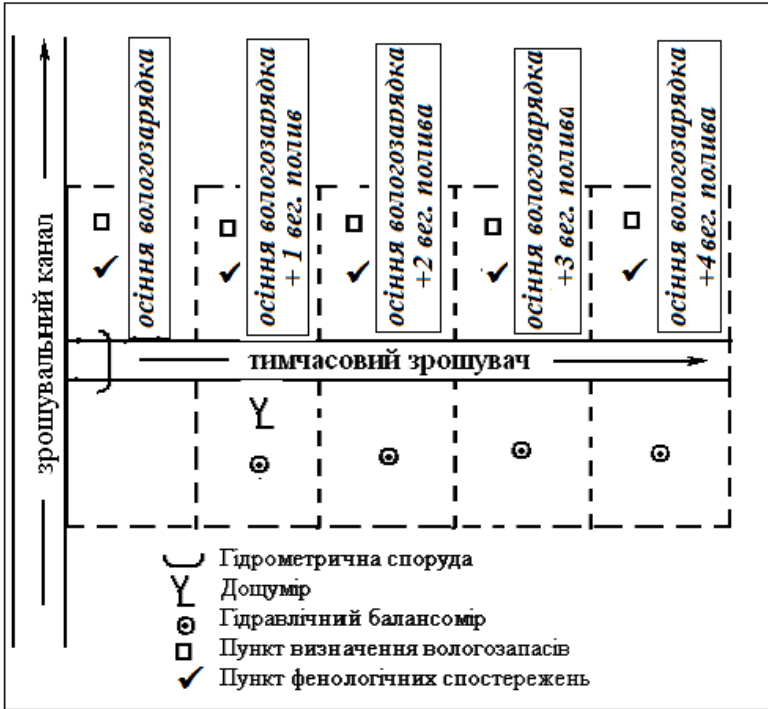 зрошувальний канал
осіння вологозарядка
осіння вологозарядка
+ 1 вег. полив
осіння вологозарядка
+2 вег. полива
осіння вологозарядка
+3 вег. полива
осіння вологозарядка
+4 вег. полива
тимчасовий зрошувач
Гідрометрична споруда
Дощумір
Гідравлічний балансомір
Пункт визначення вологозапасів
Пункт фенологічних спостережень